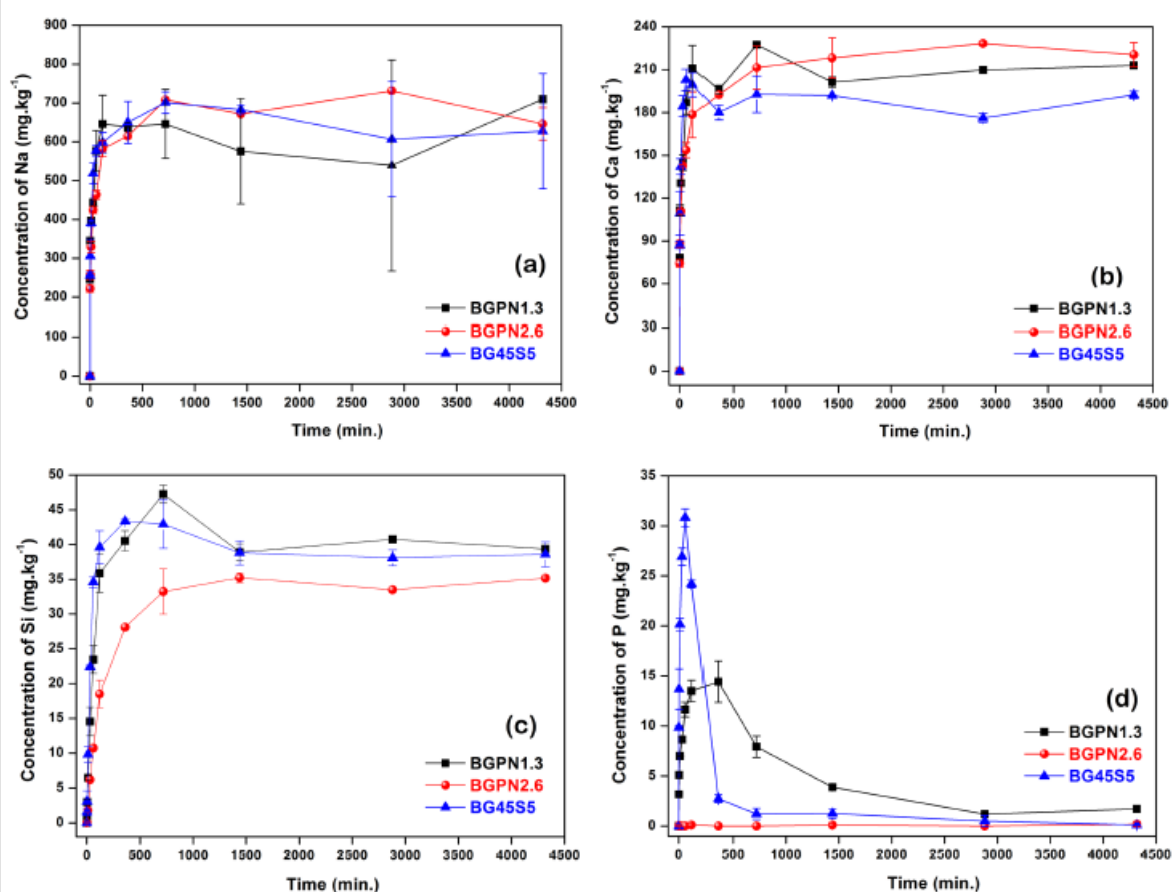 Concentration of Na (mg.kg⁻¹)
900
800
700
600
500
400
300
200
100
0
(a)
BGPN1.3
BGPN2.6
BG45S5
0 500 1000 1500 2000 2500 3000 3500 4000 4500
Time (min.)
Concentration of Ca (mg.kg⁻¹)
240
210
180
150
120
90
60
30
0
(b)
BGPN1.3
BGPN2.6
BG45S5
0 500 1000 1500 2000 2500 3000 3500 4000 4500
Time (min.)
Concentration of Si (mg.kg⁻¹)
50
45
40
35
30
25
20
15
10
5
0
(c)
BGPN1.3
BGPN2.6
BG45S5
0 500 1000 1500 2000 2500 3000 3500 4000 4500
Time (min.)
Concentration of P (mg.kg⁻¹)
35
30
25
20
15
10
5
0
(d)
BGPN1.3
BGPN2.6
BG45S5
0 500 1000 1500 2000 2500 3000 3500 4000 4500
Time (min.)